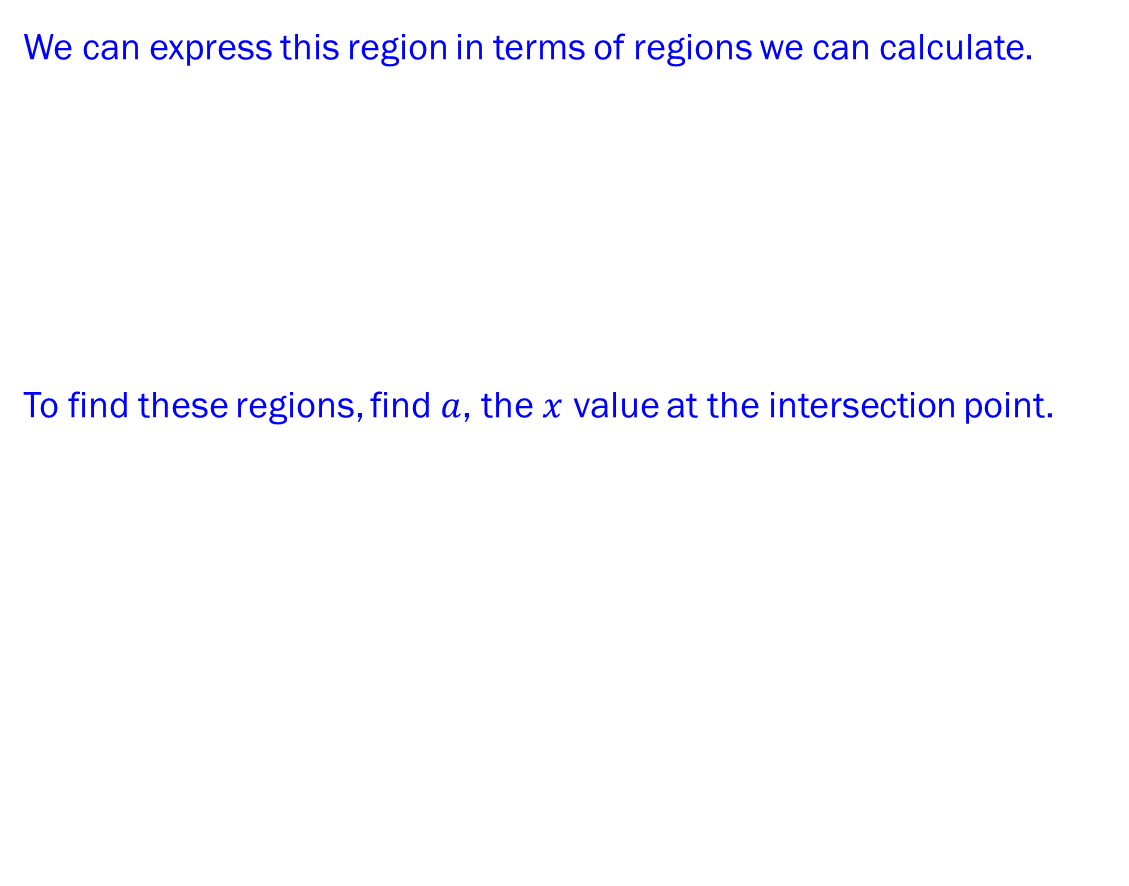 We can express this region in terms of regions we can calculate.
To find these regions, find a, the x value at the intersection point.